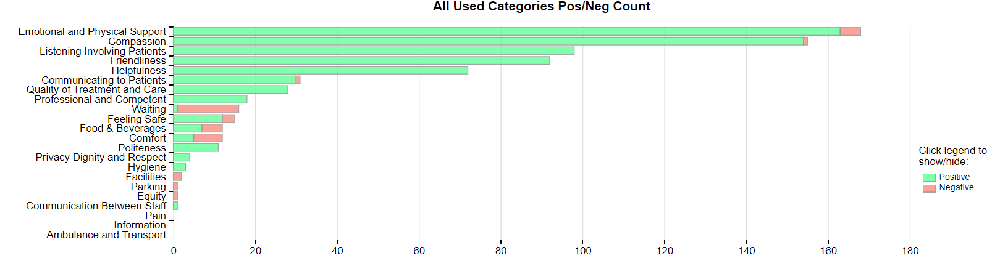 All Used Categories Pos/Neg Count
Emotional and Physical Support
Compassion
Listening Involving Patients
Friendliness
Helpfulness
Communicating to Patients
Quality of Treatment and Care
Professional and Competent
Waiting
Feeling Safe
Food & Beverages
Comfort
Politeness
Privacy Dignity and Respect
Hygiene
Facilities
Parking
Equity
Communication Between Staff
Pain
Information
Ambulance and Transport
0 20 40 60 80 100 120 140 160 180
Click legend to
show/hide:
Positive
Negative